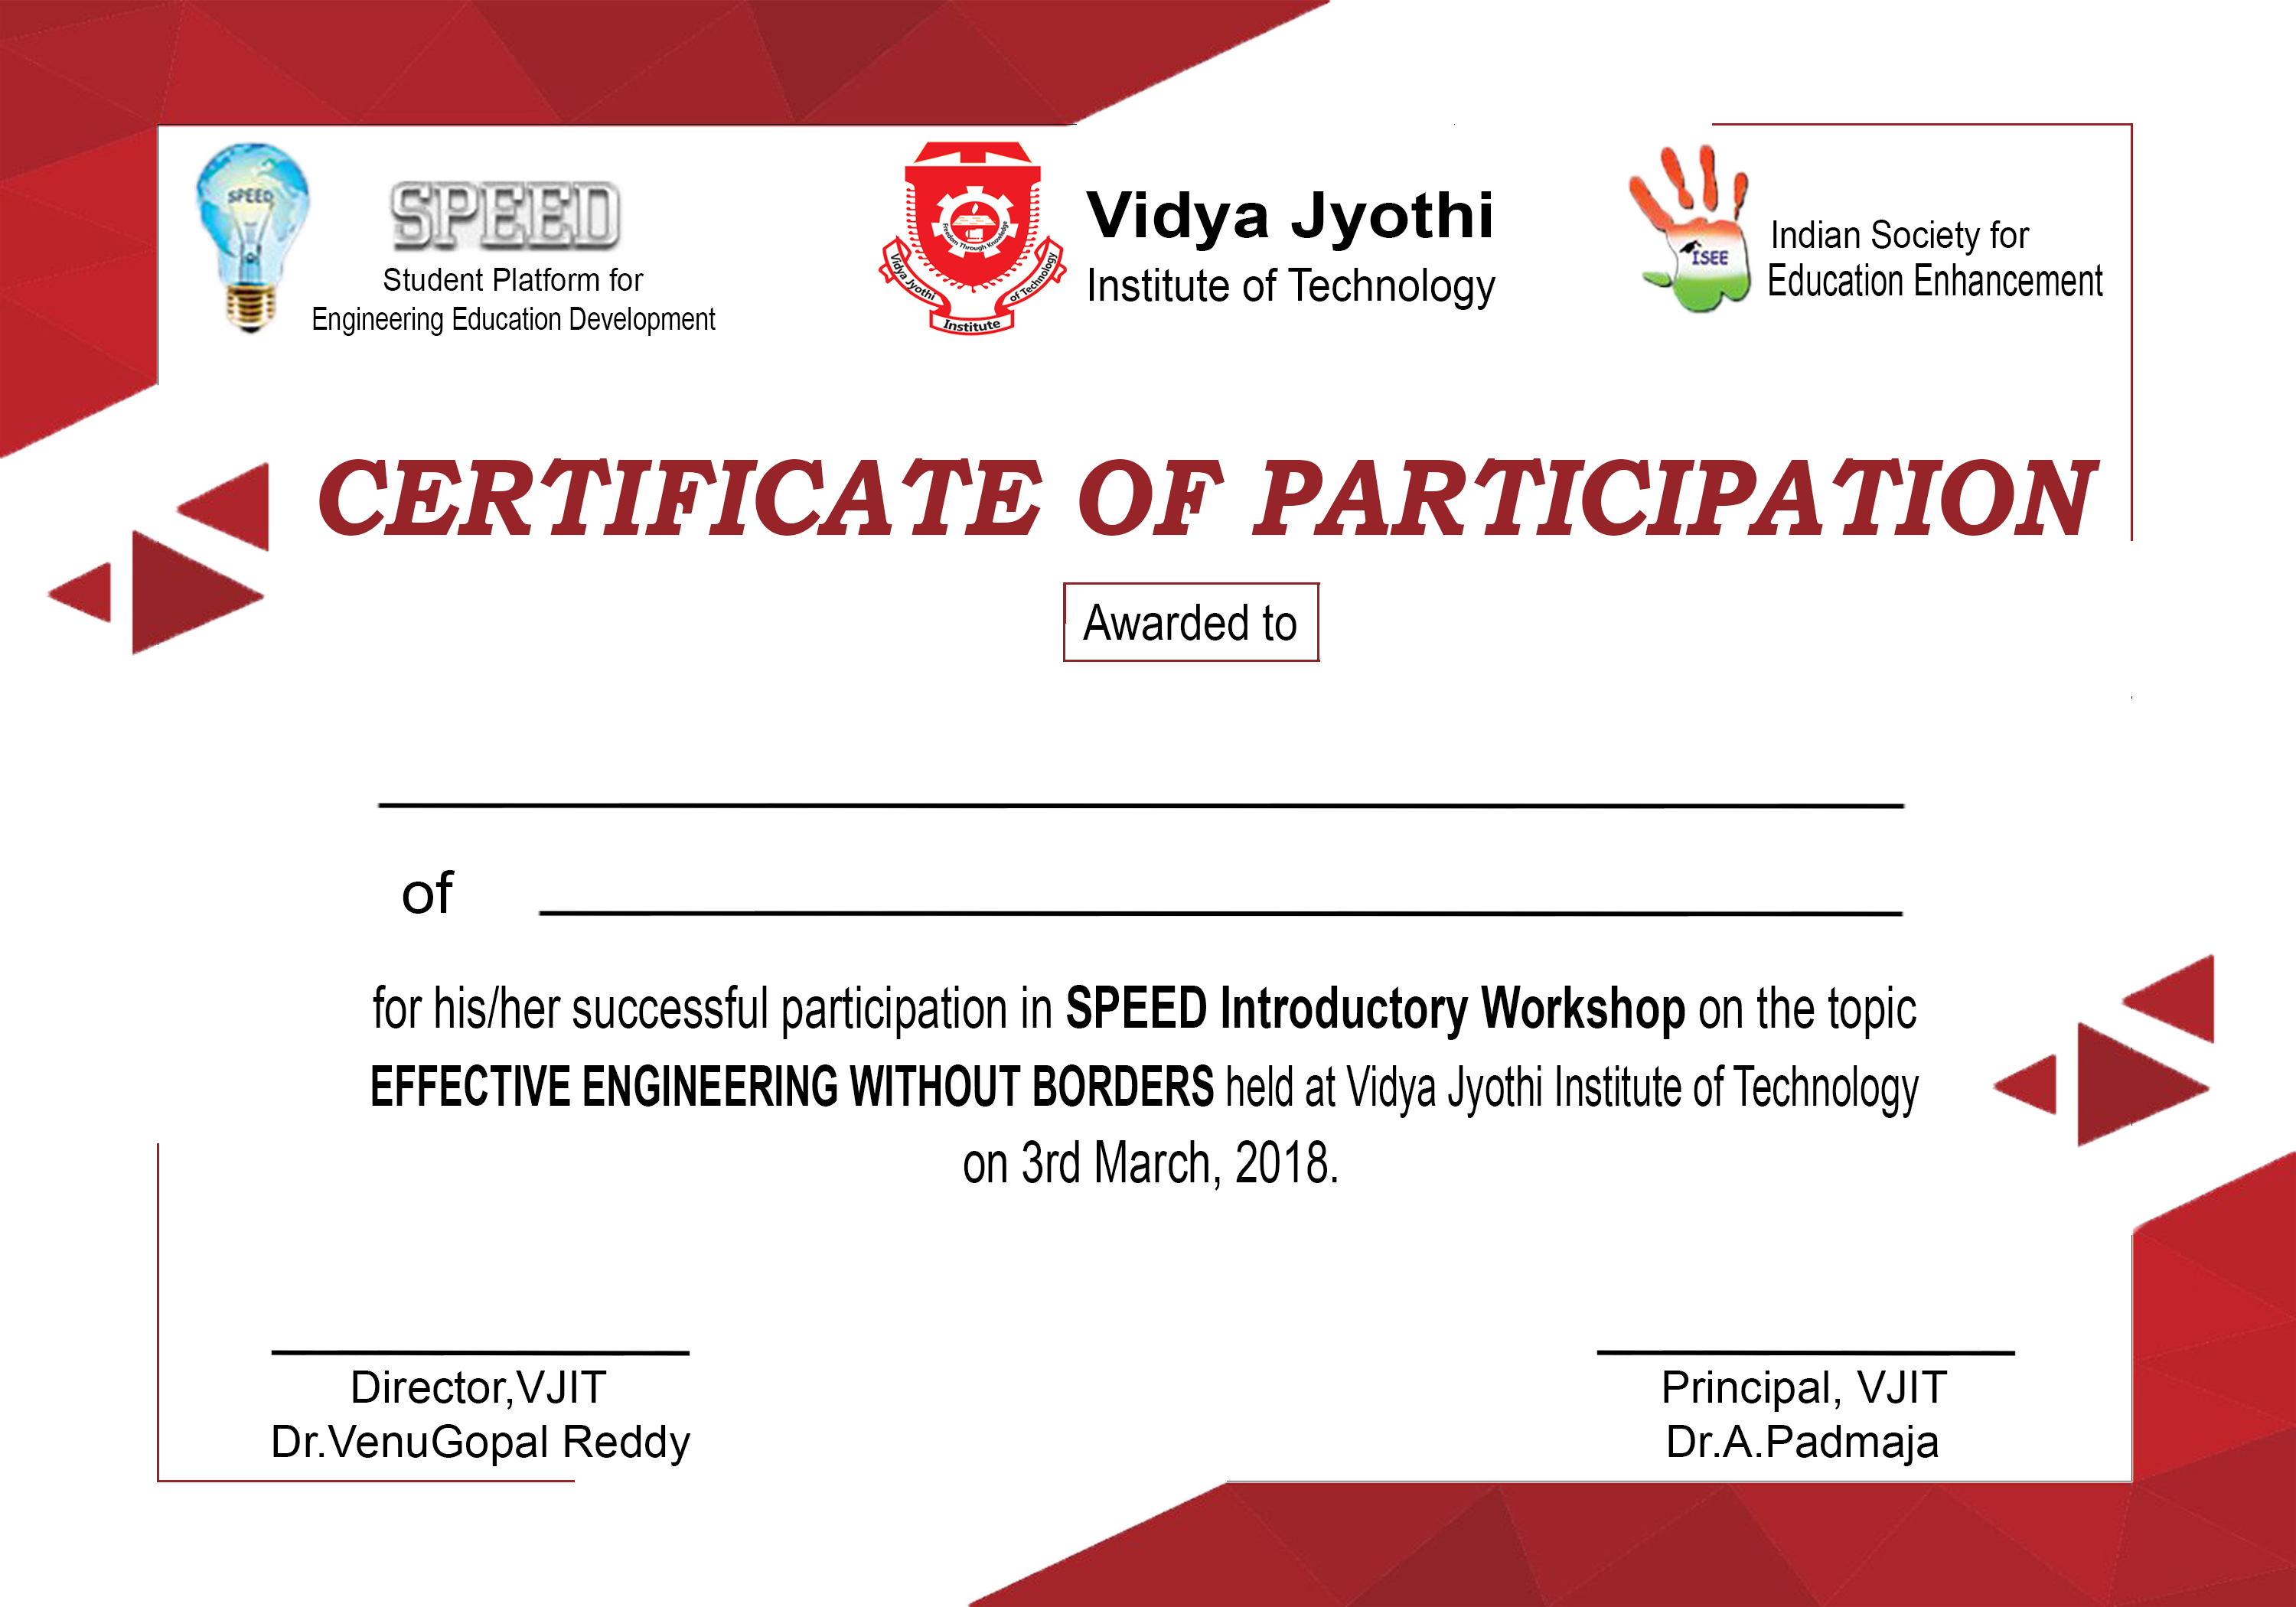 SPEED
SPEED
Student Platform for
Engineering Education Development
Freedom Through Knowledge
Vidya Jyothi
Institute
of Technology
Vidya Jyothi
Institute of Technology
ISEE
Indian Society for
Education Enhancement
CERTIFICATE OF PARTICIPATION
Awarded to
of
for his/her successful participation in SPEED Introductory Workshop on the topic
EFFECTIVE ENGINEERING WITHOUT BORDERS held at Vidya Jyothi Institute of Technology
on 3rd March, 2018.
Director,VJIT
Dr.VenuGopal Reddy
Principal, VJIT
Dr.A.Padmaja